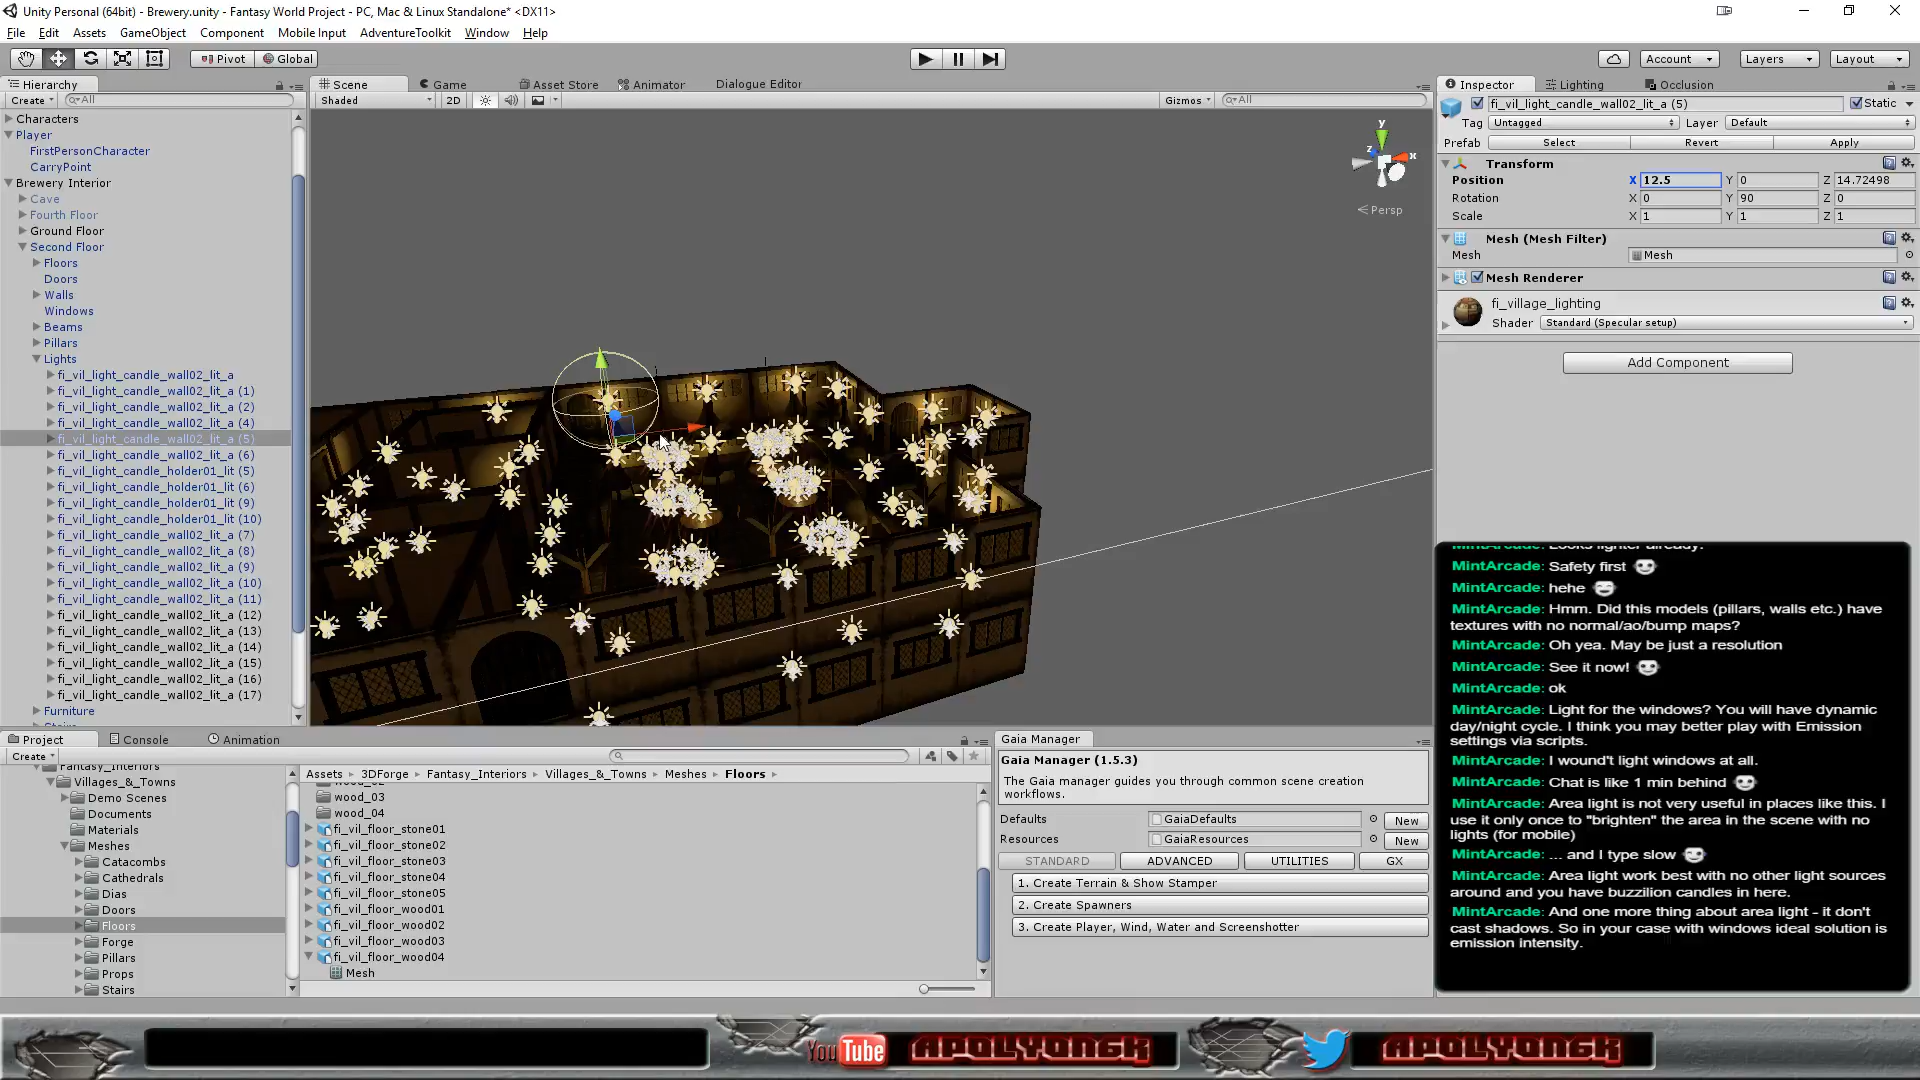 Unity Personal (64bit) - Brewery.unity - Fantasy World Project - PC, Mac & Linux Standalone* <DX11>
File Edit Assets GameObject Component Mobile Input AdventureToolkit Window Help
Pivot Global Account Layers Layout
Hierarchy
Create All
Characters
Player
FirstPersonCharacter
CarryPoint
Brewery Interior
Cave
Fourth Floor
Ground Floor
Second Floor
Floors
Doors
Walls
Windows
Beams
Pillars
Lights
fi_vil_light_candle_wall02_lit_a
fi_vil_light_candle_wall02_lit_a (1)
fi_vil_light_candle_wall02_lit_a (2)
fi_vil_light_candle_wall02_lit_a (4)
fi_vil_light_candle_wall02_lit_a (5)
fi_vil_light_candle_wall02_lit_a (6)
fi_vil_light_candle_holder01_lit (5)
fi_vil_light_candle_holder01_lit (6)
fi_vil_light_candle_holder01_lit (9)
fi_vil_light_candle_holder01_lit (10)
fi_vil_light_candle_wall02_lit_a (7)
fi_vil_light_candle_wall02_lit_a (8)
fi_vil_light_candle_wall02_lit_a (9)
fi_vil_light_candle_wall02_lit_a (10)
fi_vil_light_candle_wall02_lit_a (11)
fi_vil_light_candle_wall02_lit_a (12)
fi_vil_light_candle_wall02_lit_a (13)
fi_vil_light_candle_wall02_lit_a (14)
fi_vil_light_candle_wall02_lit_a (15)
fi_vil_light_candle_wall02_lit_a (16)
fi_vil_light_candle_wall02_lit_a (17)
Furniture
Scene Game Asset Store Animator Dialogue Editor
Shaded 2D Gizmos All
y
z x
Persp
Inspector Lighting Occlusion
fi_vil_light_candle_wall02_lit_a (5) Static
Tag Untagged Layer Default
Prefab Select Revert Apply
Transform
Position X 12.5 Y 0 Z 14.72498
Rotation X 0 Y 90 Z 0
Scale X 1 Y 1 Z 1
Mesh (Mesh Filter)
Mesh Mesh
Mesh Renderer
fi_village_lighting
Shader Standard (Specular setup)
Add Component
MintArcade: Looks lighter already.
MintArcade: Safety first
MintArcade: hehe
MintArcade: Hmm. Did this models (pillars, walls etc.) have
textures with no normal/ao/bump maps?
MintArcade: Oh yea. May be just a resolution
MintArcade: See it now!
MintArcade: ok
MintArcade: Light for the windows? You will have dynamic
day/night cycle. I think you may better play with Emission
settings via scripts.
MintArcade: I wound't light windows at all.
MintArcade: Chat is like 1 min behind
MintArcade: Area light is not very useful in places like this. I
use it only once to "brighten" the area in the scene with no
lights (for mobile)
MintArcade: ... and I type slow
MintArcade: Area light work best with no other light sources
around and you have buzzilion candles in here.
MintArcade: And one more thing about area light - it don't
cast shadows. So in your case with windows ideal solution is
emission intensity.
Project Console Animation
Create
Fantasy_Interiors
Villages_&_Towns
Demo Scenes
Documents
Materials
Meshes
Catacombs
Cathedrals
Dias
Doors
Floors
Forge
Pillars
Props
Stairs
Assets 3DForge Fantasy_Interiors Villages_&_Towns Meshes Floors
wood_03
wood_04
fi_vil_floor_stone01
fi_vil_floor_stone02
fi_vil_floor_stone03
fi_vil_floor_stone04
fi_vil_floor_stone05
fi_vil_floor_wood01
fi_vil_floor_wood02
fi_vil_floor_wood03
fi_vil_floor_wood04
Mesh
Gaia Manager
Gaia Manager (1.5.3)
The Gaia manager guides you through common scene creation
workflows.
Defaults GaiaDefaults New
Resources GaiaResources New
STANDARD ADVANCED UTILITIES GX
1. Create Terrain & Show Stamper
2. Create Spawners
3. Create Player, Wind, Water and Screenshotter
YouTube APOLYONGK APOLYONGK